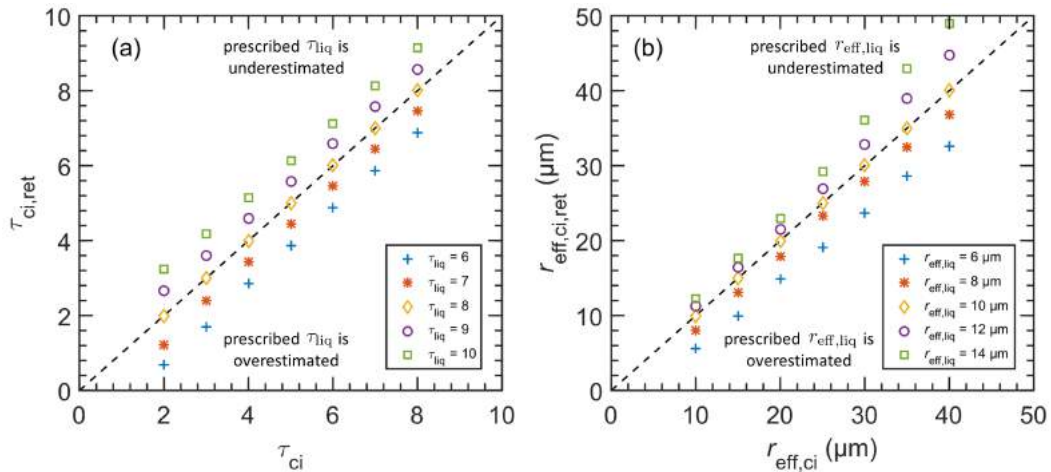 (a)
prescribed τliq is
underestimated
prescribed τliq is
overestimated
τci,ret
10
8
6
4
2
0
0 2 4 6 8 10
τci
τliq = 6
τliq = 7
τliq = 8
τliq = 9
τliq = 10
(b)
prescribed reff,liq is
underestimated
prescribed reff,liq is
overestimated
reff,ci,ret (µm)
50
40
30
20
10
0
0 10 20 30 40 50
reff,ci (µm)
reff,liq = 6 µm
reff,liq = 8 µm
reff,liq = 10 µm
reff,liq = 12 µm
reff,liq = 14 µm